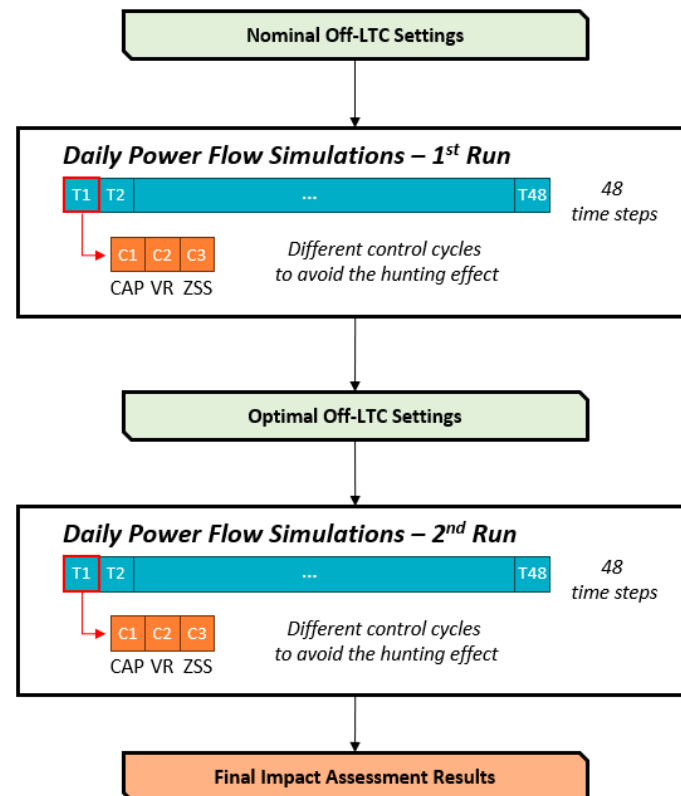 Nominal Off-LTC Settings
Daily Power Flow Simulations – 1st Run
T1 T2 ... T48
48
time steps
C1 C2 C3
CAP VR ZSS
Different control cycles
to avoid the hunting effect
Optimal Off-LTC Settings
Daily Power Flow Simulations – 2nd Run
T1 T2 ... T48
48
time steps
C1 C2 C3
CAP VR ZSS
Different control cycles
to avoid the hunting effect
Final Impact Assessment Results